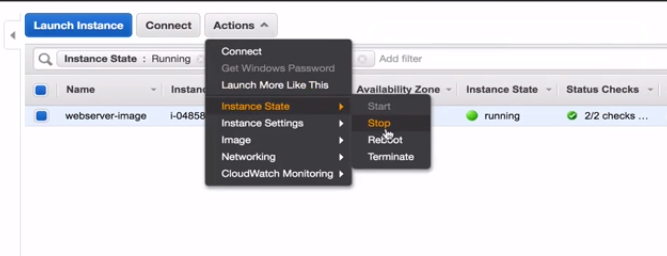 Launch Instance Connect Actions
Instance State : Running Add filter
Connect
Get Windows Password
Launch More Like This
Name Instanc Availability Zone Instance State Status Checks
Instance State Start
webserver-image i-04858 running 2/2 checks ...
Instance Settings Stop
Image Reboot
Networking Terminate
CloudWatch Monitoring